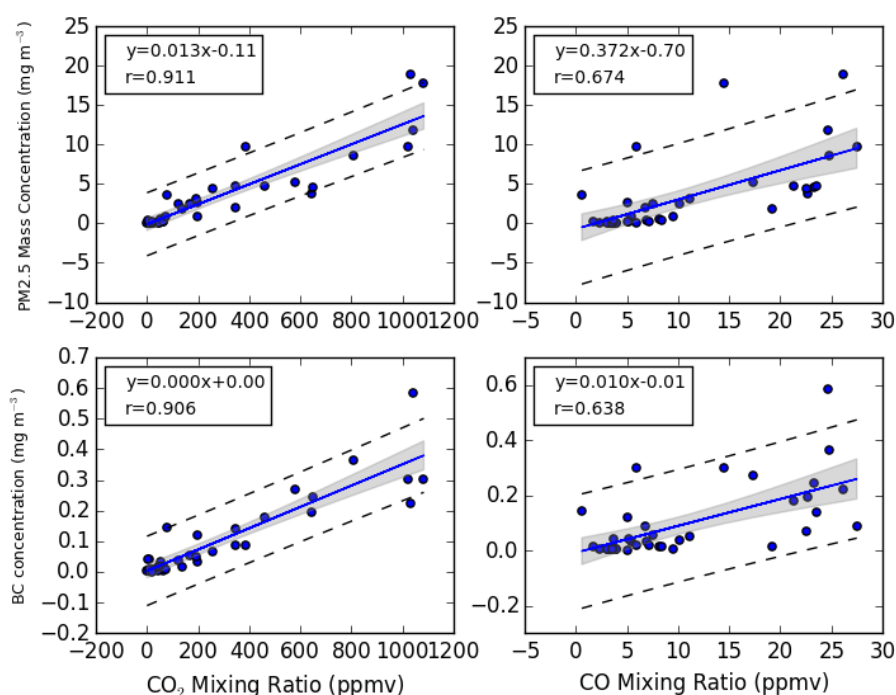 25
20
15
10
5
0
−5
−10
PM2.5 Mass Concentration (mg m⁻³)
y=0.013x-0.11
r=0.911
−200 0 200 400 600 800 1000 1200
25
20
15
10
5
0
−5
−10
y=0.372x-0.70
r=0.674
−5 0 5 10 15 20 25 30
0.7
0.6
0.5
0.4
0.3
0.2
0.1
0.0
−0.1
−0.2
BC concentration (mg m⁻³)
y=0.000x+0.00
r=0.906
−200 0 200 400 600 800 1000 1200
CO₂ Mixing Ratio (ppmv)
0.6
0.4
0.2
0.0
−0.2
y=0.010x-0.01
r=0.638
−5 0 5 10 15 20 25 30
CO Mixing Ratio (ppmv)